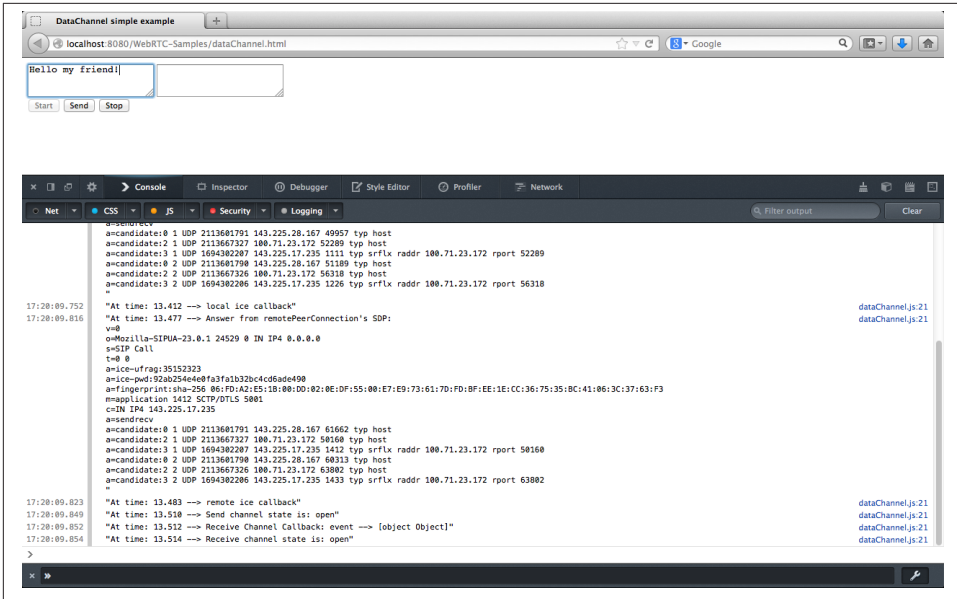 DataChannel simple example
localhost:8080/WebRTC-Samples/dataChannel.html
Google
Hello my friend!
Start Send Stop
Console Inspector Debugger Style Editor Profiler Network
Net CSS JS Security Logging Filter output Clear
a=sendrecv
a=candidate:0 1 UDP 2113601791 143.225.28.167 49957 typ host
a=candidate:2 1 UDP 2113667327 100.71.23.172 52289 typ host
a=candidate:3 1 UDP 1694302207 143.225.17.235 1111 typ srflx raddr 100.71.23.172 rport 52289
a=candidate:0 2 UDP 2113601790 143.225.28.167 51189 typ host
a=candidate:2 2 UDP 2113667326 100.71.23.172 56318 typ host
a=candidate:3 2 UDP 1694302206 143.225.17.235 1226 typ srflx raddr 100.71.23.172 rport 56318
"
17:20:09.752 "At time: 13.412 --> local ice callback" dataChannel.js:21
17:20:09.816 "At time: 13.477 --> Answer from remotePeerConnection's SDP: dataChannel.js:21
v=0
o=Mozilla-SIPUA-23.0.1 24529 0 IN IP4 0.0.0.0
s=SIP Call
t=0 0
a=ice-ufrag:35152323
a=ice-pwd:92ab254e4e0fa3fa1b32bc4cd6ade490
a=fingerprint:sha-256 06:FD:A2:E5:1B:00:DD:02:0E:DF:55:00:E7:E9:73:61:7D:FD:BF:EE:1E:CC:36:75:35:BC:41:06:3C:37:63:F3
m=application 1412 SCTP/DTLS 5001
c=IN IP4 143.225.17.235
a=sendrecv
a=candidate:0 1 UDP 2113601791 143.225.28.167 61662 typ host
a=candidate:2 1 UDP 2113667327 100.71.23.172 50160 typ host
a=candidate:3 1 UDP 1694302207 143.225.17.235 1412 typ srflx raddr 100.71.23.172 rport 50160
a=candidate:0 2 UDP 2113601790 143.225.28.167 60313 typ host
a=candidate:2 2 UDP 2113667326 100.71.23.172 63802 typ host
a=candidate:3 2 UDP 1694302206 143.225.17.235 1433 typ srflx raddr 100.71.23.172 rport 63802
"
17:20:09.823 "At time: 13.483 --> remote ice callback" dataChannel.js:21
17:20:09.849 "At time: 13.510 --> Send channel state is: open" dataChannel.js:21
17:20:09.852 "At time: 13.512 --> Receive Channel Callback: event --> [object Object]" dataChannel.js:21
17:20:09.854 "At time: 13.514 --> Receive channel state is: open" dataChannel.js:21